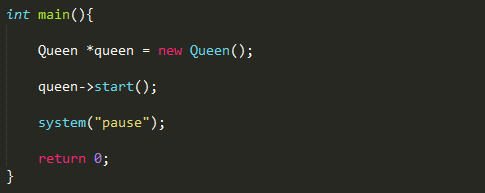 int main(){
Queen *queen = new Queen();
queen->start();
system("pause");
return 0;
}